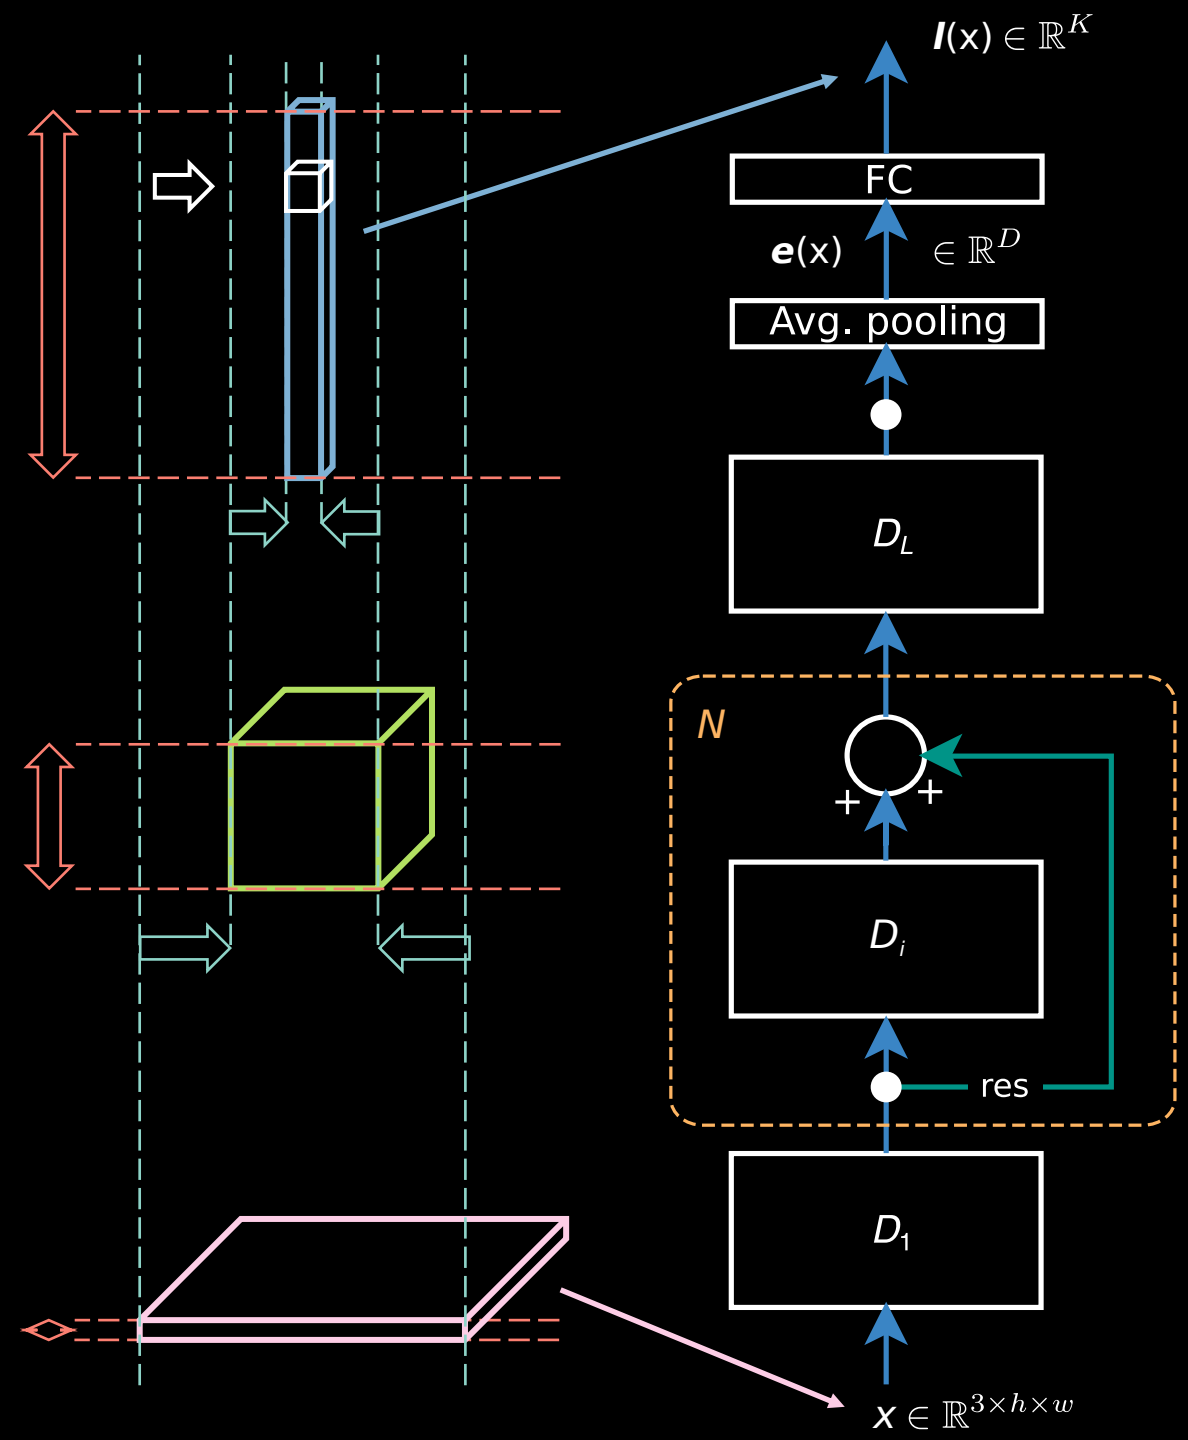 l(x) ∈ ℝ^K
FC
e(x) ∈ ℝ^D
Avg. pooling
D_L
N
+ +
D_i
res
D_1
x ∈ ℝ^{3×h×w}